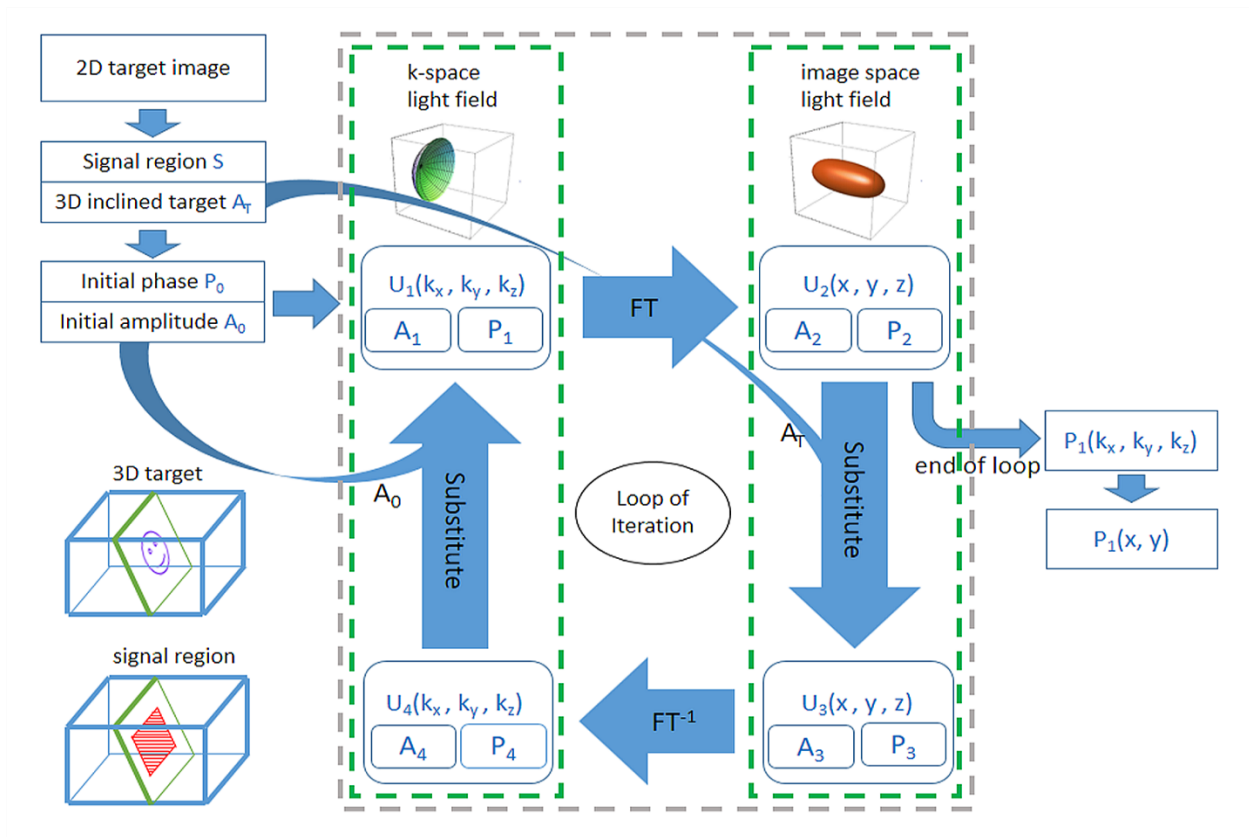 2D target image
Signal region S
3D inclined target A_T
Initial phase P_0
Initial amplitude A_0
3D target
signal region
k-space
light field
U_1(k_x , k_y , k_z)
A_1
P_1
A_0
Substitute
U_4(k_x , k_y , k_z)
A_4
P_4
FT
Loop of
Iteration
FT^-1
image space
light field
U_2(x , y , z)
A_2
P_2
A_T
Substitute
U_3(x , y , z)
A_3
P_3
end of loop
P_1(k_x , k_y , k_z)
P_1(x, y)